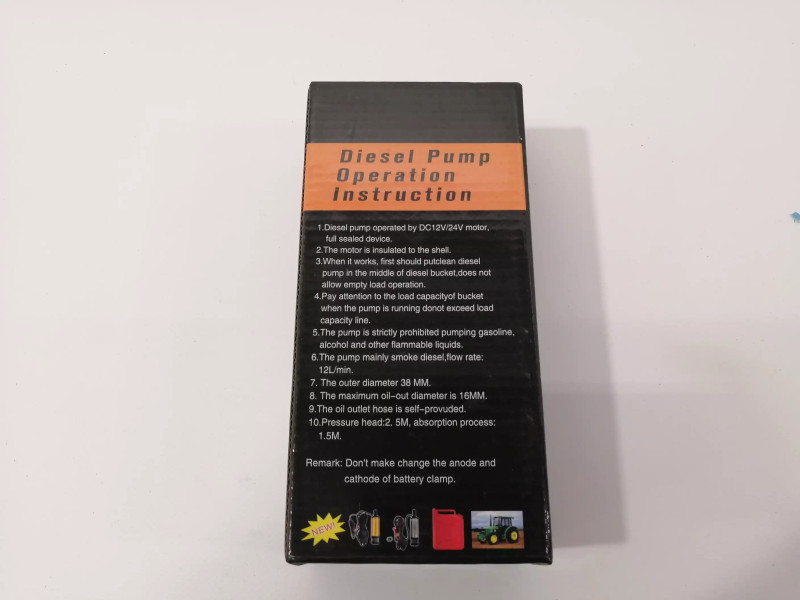 Diesel Pump
Operation
Instruction
1.Diesel pump operated by DC12V/24V motor,
full sealed device.
2.The motor is insulated to the shell.
3.When it works, first should putclean diesel
pump in the middle of diesel bucket,does not
allow empty load operation.
4.Pay attention to the load capacityof bucket
when the pump is running donot exceed load
capacity line.
5.The pump is strictly prohibited pumping gasoline,
alcohol and other flammable liquids.
6.The pump mainly smoke diesel,flow rate:
12L/min.
7. The outer diameter 38 MM.
8. The maximum oil-out diameter is 16MM.
9.The oil outlet hose is self-provuded.
10.Pressure head:2. 5M, absorption process:
1.5M.
Remark: Don't make change the anode and
cathode of battery clamp.
NEW!